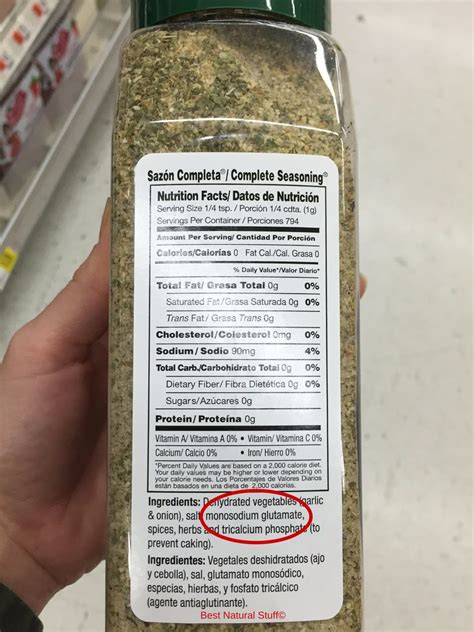 Sazón Completa®/ Complete Seasoning®
Nutrition Facts/ Datos de Nutrición
Serving Size 1/4 tsp. / Porción 1/4 cdta. (1g)
Servings Per Container / Porciones 794
Amount Per Serving/ Cantidad Por Porción
Calories/Calorías 0 Fat Cal./Cal. Grasa 0
% Daily Value*/Valor Diario*
Total Fat/ Grasa Total 0g 0%
Saturated Fat/Grasa Saturada 0g 0%
Trans Fat/ Grasa Trans 0g
Cholesterol/Colesterol 0mg 0%
Sodium/ Sodio 90mg 4%
Total Carb./Carbohidrato Total 0g 0%
Dietary Fiber/ Fibra Dietética 0g 0%
Sugars/Azúcares 0g
Protein/ Proteína 0g
Vitamin A/ Vitamina A 0% • Vitamin/ Vitamina C 0%
Calcium/ Calcio 0% • Iron/ Hierro 0%
*Percent Daily Values are based on a 2,000 calorie diet.
Your daily values may be higher or lower depending on
your calorie needs. Los Porcentajes de Valores Diarios
están basados en una dieta de 2,000 calorías.
Ingredients: Dehydrated vegetables (garlic
& onion), salt, monosodium glutamate,
spices, herbs and tricalcium phosphate (to
prevent caking).
Ingredientes: Vegetales deshidratados (ajo
y cebolla), sal, glutamato monosódico,
especias, hierbas, y fosfato tricálcico
(agente antiaglutinante).
Best Natural Stuff©